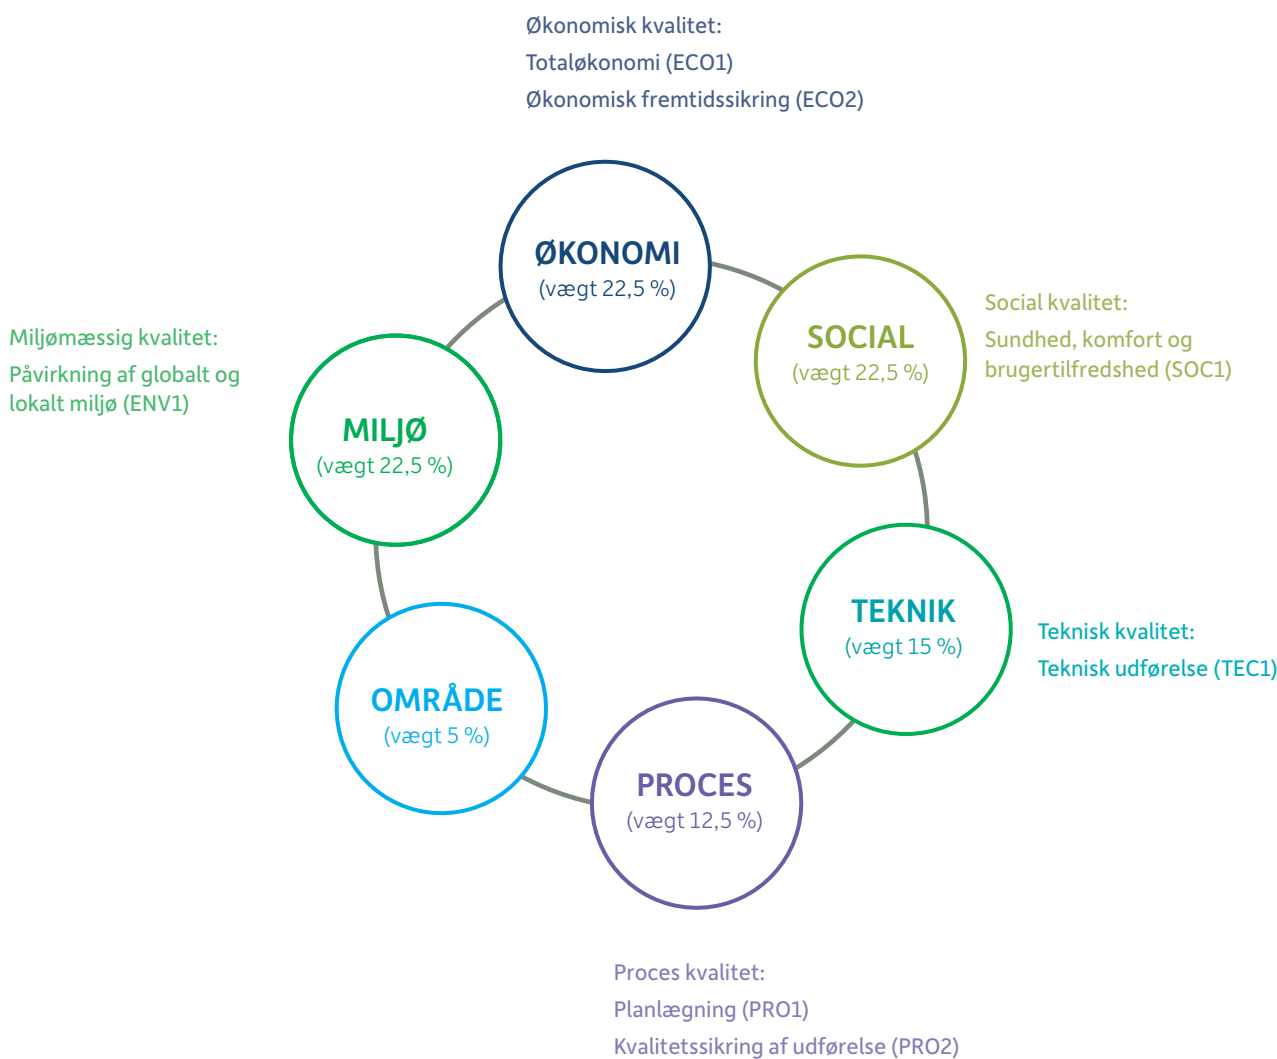 Økonomisk kvalitet:
Totaløkonomi (ECO1)
Økonomisk fremtidssikring (ECO2)
ØKONOMI
(vægt 22,5 %)
SOCIAL
(vægt 22,5 %)
Social kvalitet:
Sundhed, komfort og
brugertilfredshed (SOC1)
Miljømæssig kvalitet:
Påvirkning af globalt og
lokalt miljø (ENV1)
MILJØ
(vægt 22,5 %)
TEKNIK
(vægt 15 %)
Teknisk kvalitet:
Teknisk udførelse (TEC1)
OMRÅDE
(vægt 5 %)
PROCES
(vægt 12,5 %)
Proces kvalitet:
Planlægning (PRO1)
Kvalitetssikring af udførelse (PRO2)